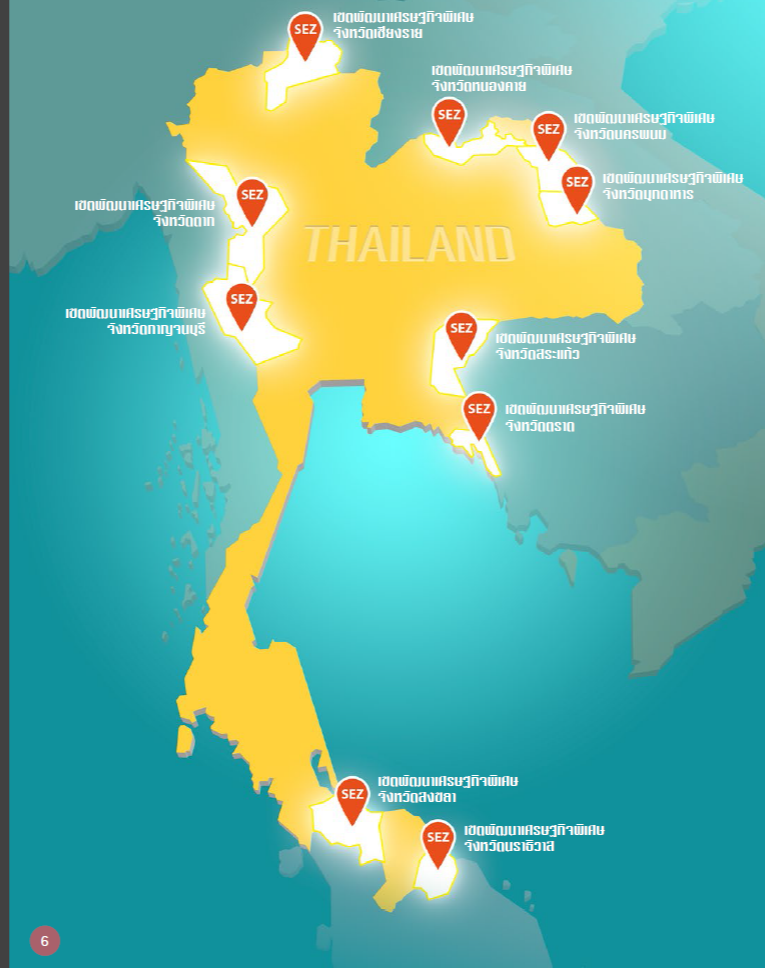 SEZ
เขตพัฒนาเศรษฐกิจพิเศษ
จังหวัดเชียงราย
SEZ
เขตพัฒนาเศรษฐกิจพิเศษ
จังหวัดหนองคาย
SEZ
เขตพัฒนาเศรษฐกิจพิเศษ
จังหวัดนครพนม
SEZ
เขตพัฒนาเศรษฐกิจพิเศษ
จังหวัดมุกดาหาร
SEZ
เขตพัฒนาเศรษฐกิจพิเศษ
จังหวัดตาก
THAILAND
SEZ
เขตพัฒนาเศรษฐกิจพิเศษ
จังหวัดกาญจนบุรี
SEZ
เขตพัฒนาเศรษฐกิจพิเศษ
จังหวัดสระแก้ว
SEZ
เขตพัฒนาเศรษฐกิจพิเศษ
จังหวัดตราด
SEZ
เขตพัฒนาเศรษฐกิจพิเศษ
จังหวัดสงขลา
SEZ
เขตพัฒนาเศรษฐกิจพิเศษ
จังหวัดนราธิวาส
6